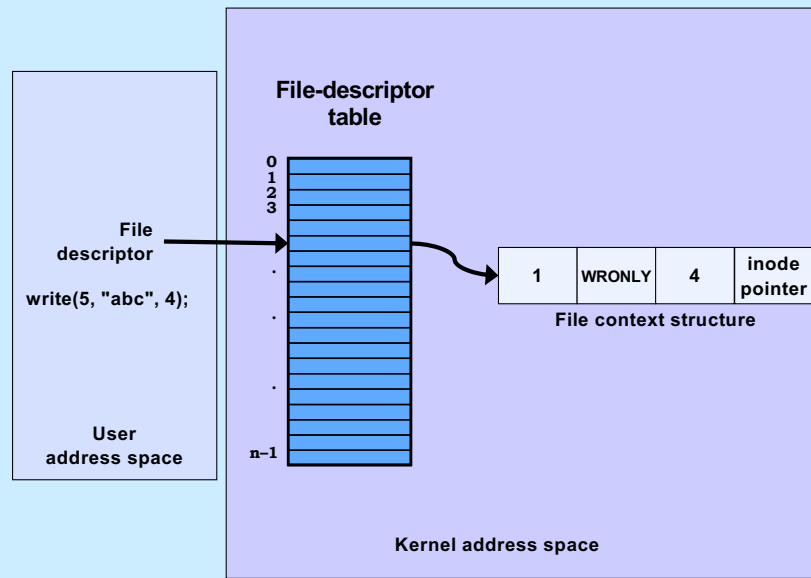 File-descriptor
table
0
1
2
3
.
.
.
n–1
File
descriptor
write(5, "abc", 4);
User
address space
1
WRONLY
4
inode
pointer
File context structure
Kernel address space